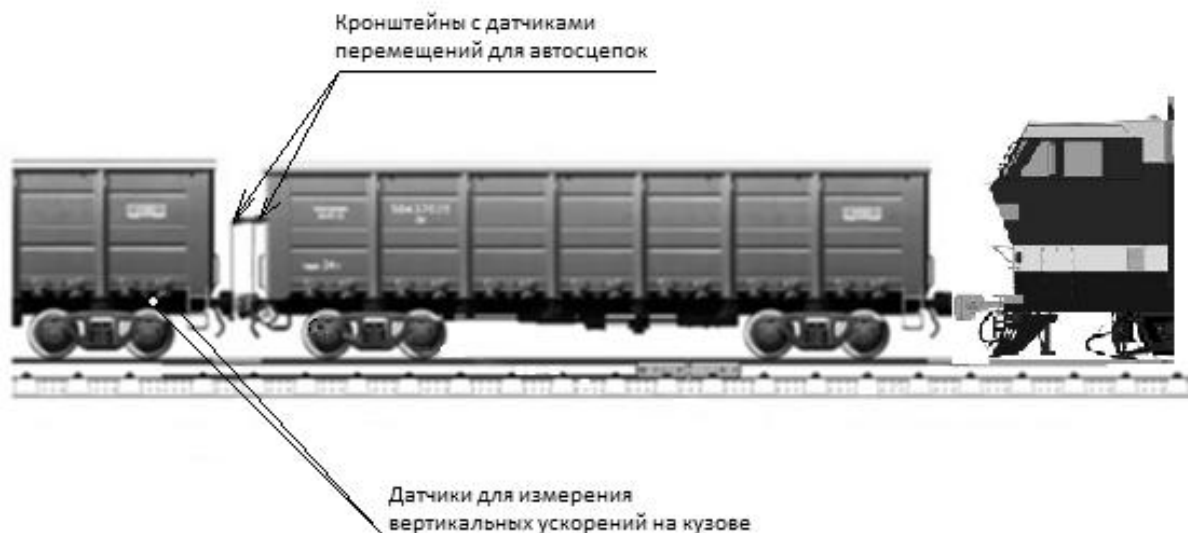 Кронштейны с датчиками
перемещений для автосцепок
Датчики для измерения
вертикальных ускорений на кузове